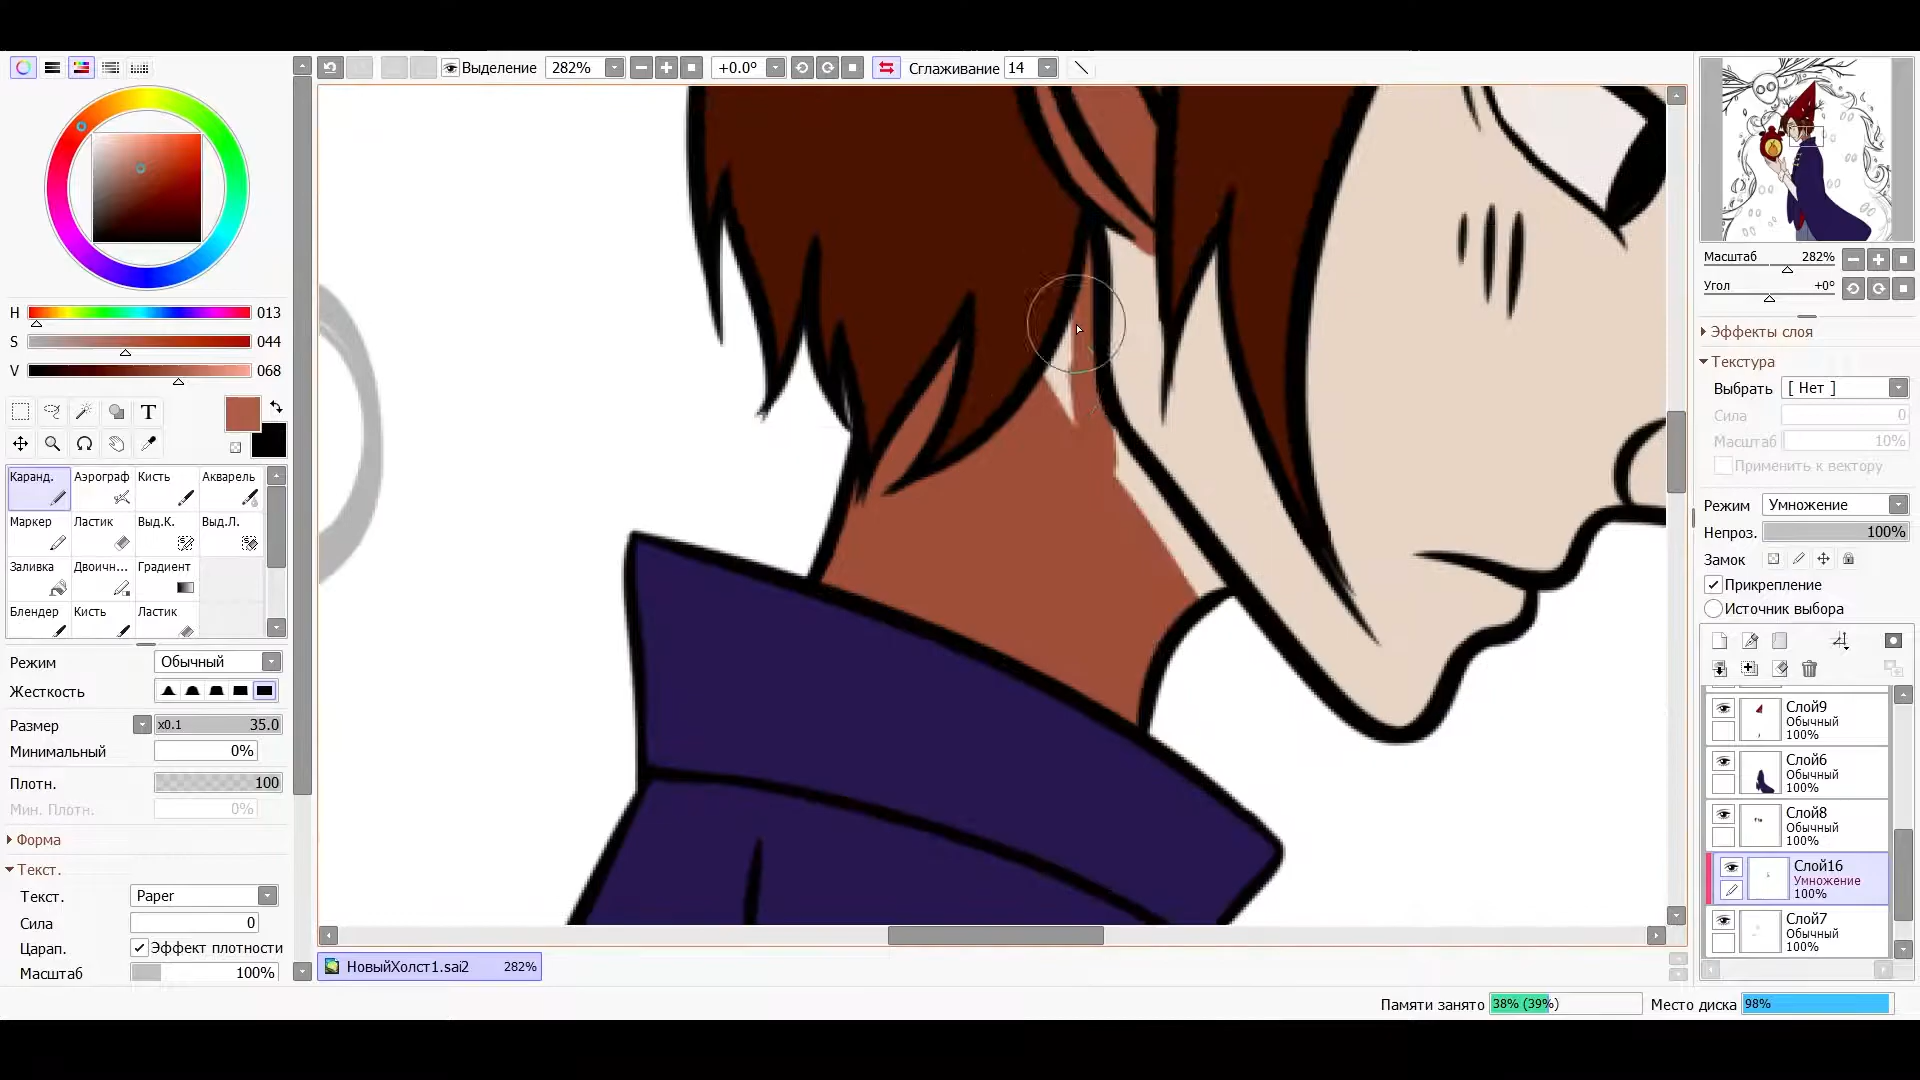 Выделение 282% +0.0° Сглаживание 14
H 013
S 044
V 068
T
Каранд. Аэрограф Кисть Акварель
Маркер Ластик Выд.К. Выд.Л.
Заливка Двоичн... Градиент
Блендер Кисть Ластик
Режим Обычный
Жесткость
Размер x0.1 35.0
Минимальный 0%
Плотн. 100
Мин. Плотн. 0%
Форма
Текст.
Текст. Paper
Сила 0
Царап. Эффект плотности
Масштаб 100%
НовыйХолст1.sai2 282%
Масштаб 282%
Угол +0°
Эффекты слоя
Текстура
Выбрать [ Нет ]
Сила 0
Масштаб 10%
Применить к вектору
Режим Умножение
Непроз. 100%
Замок
Прикрепление
Источник выбора
Слой9
Обычный
100%
Слой6
Обычный
100%
Слой8
Обычный
100%
Слой16
Умножение
100%
Слой7
Обычный
100%
Памяти занято 38% (39%) Место диска 98%